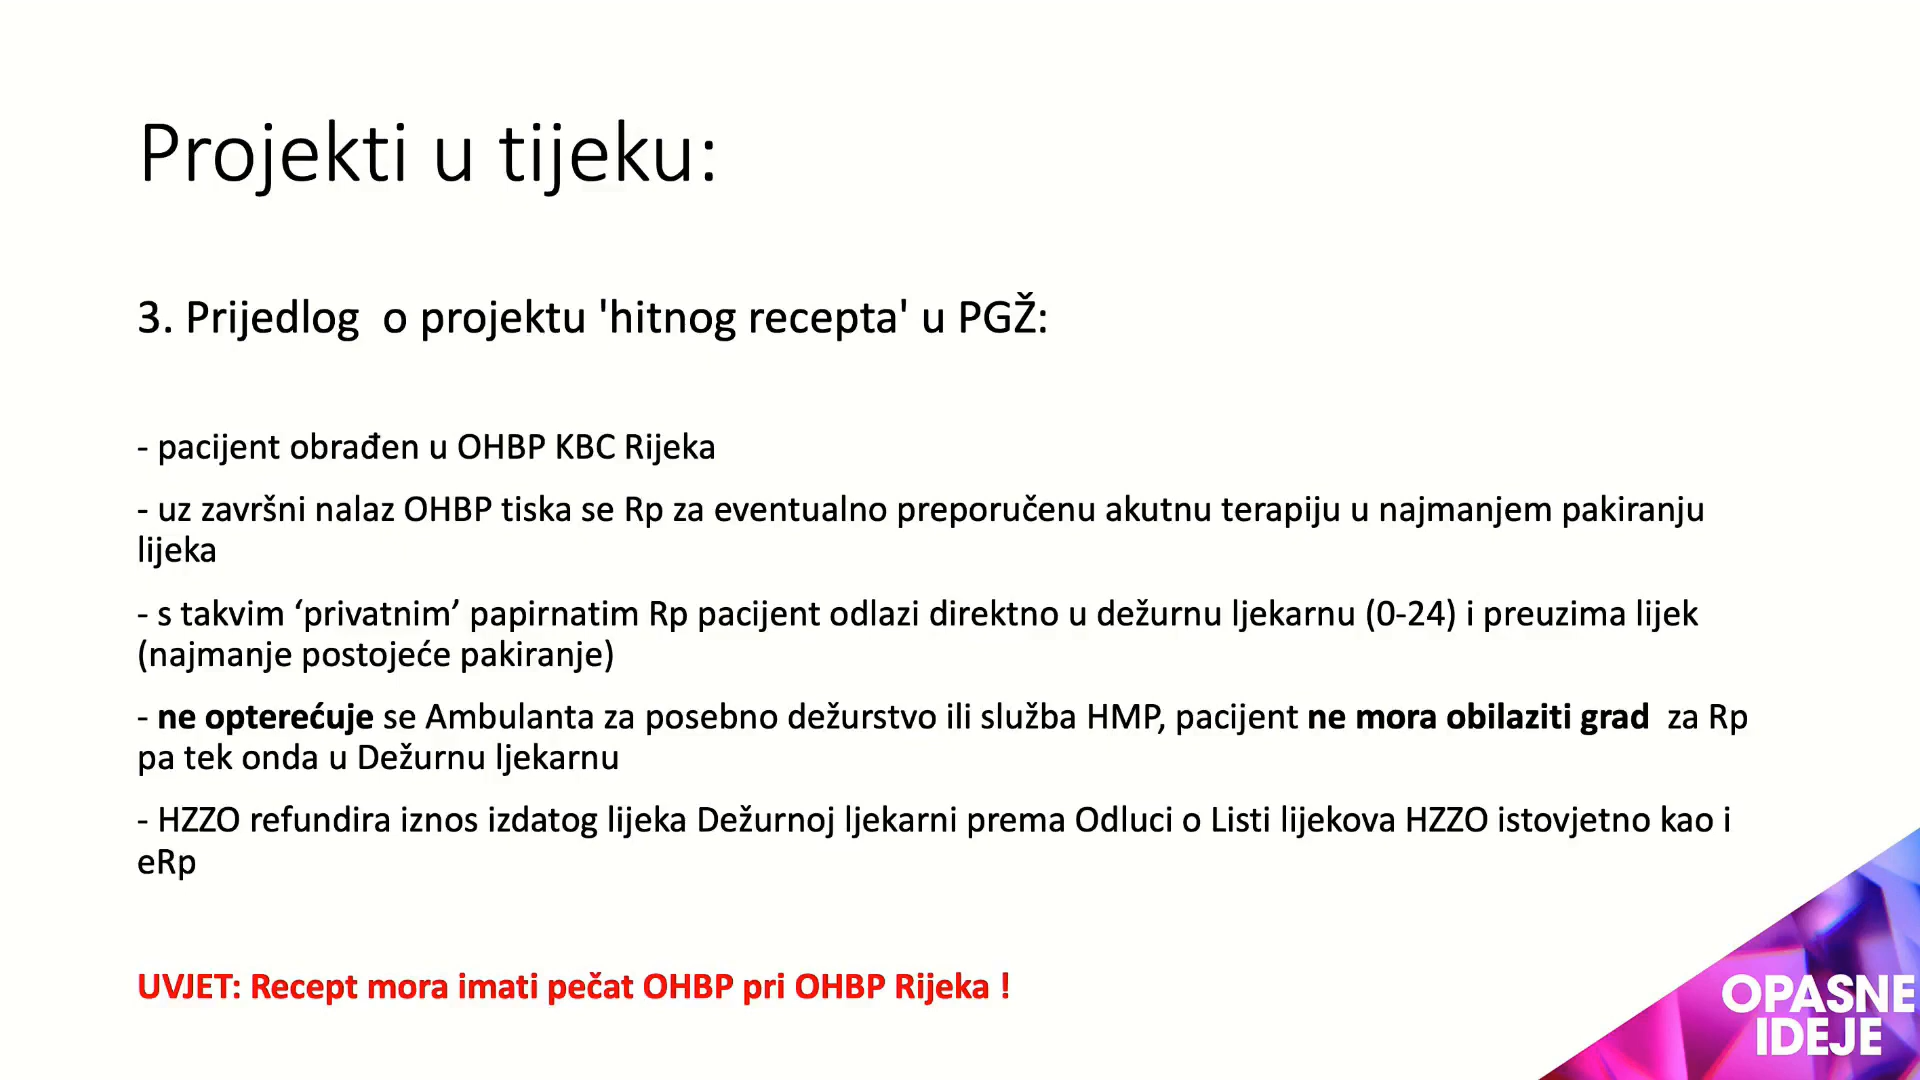 Projekti u tijeku:
3. Prijedlog  o projektu 'hitnog recepta' u PGŽ:
- pacijent obrađen u OHBP KBC Rijeka
- uz završni nalaz OHBP tiska se Rp za eventualno preporučenu akutnu terapiju u najmanjem pakiranju
lijeka
- s takvim ‘privatnim’ papirnatim Rp pacijent odlazi direktno u dežurnu ljekarnu (0-24) i preuzima lijek
(najmanje postojeće pakiranje)
- ne opterećuje se Ambulanta za posebno dežurstvo ili služba HMP, pacijent ne mora obilaziti grad  za Rp
pa tek onda u Dežurnu ljekarnu
- HZZO refundira iznos izdatog lijeka Dežurnoj ljekarni prema Odluci o Listi lijekova HZZO istovjetno kao i
eRp
UVJET: Recept mora imati pečat OHBP pri OHBP Rijeka !
OPASNE
IDEJE